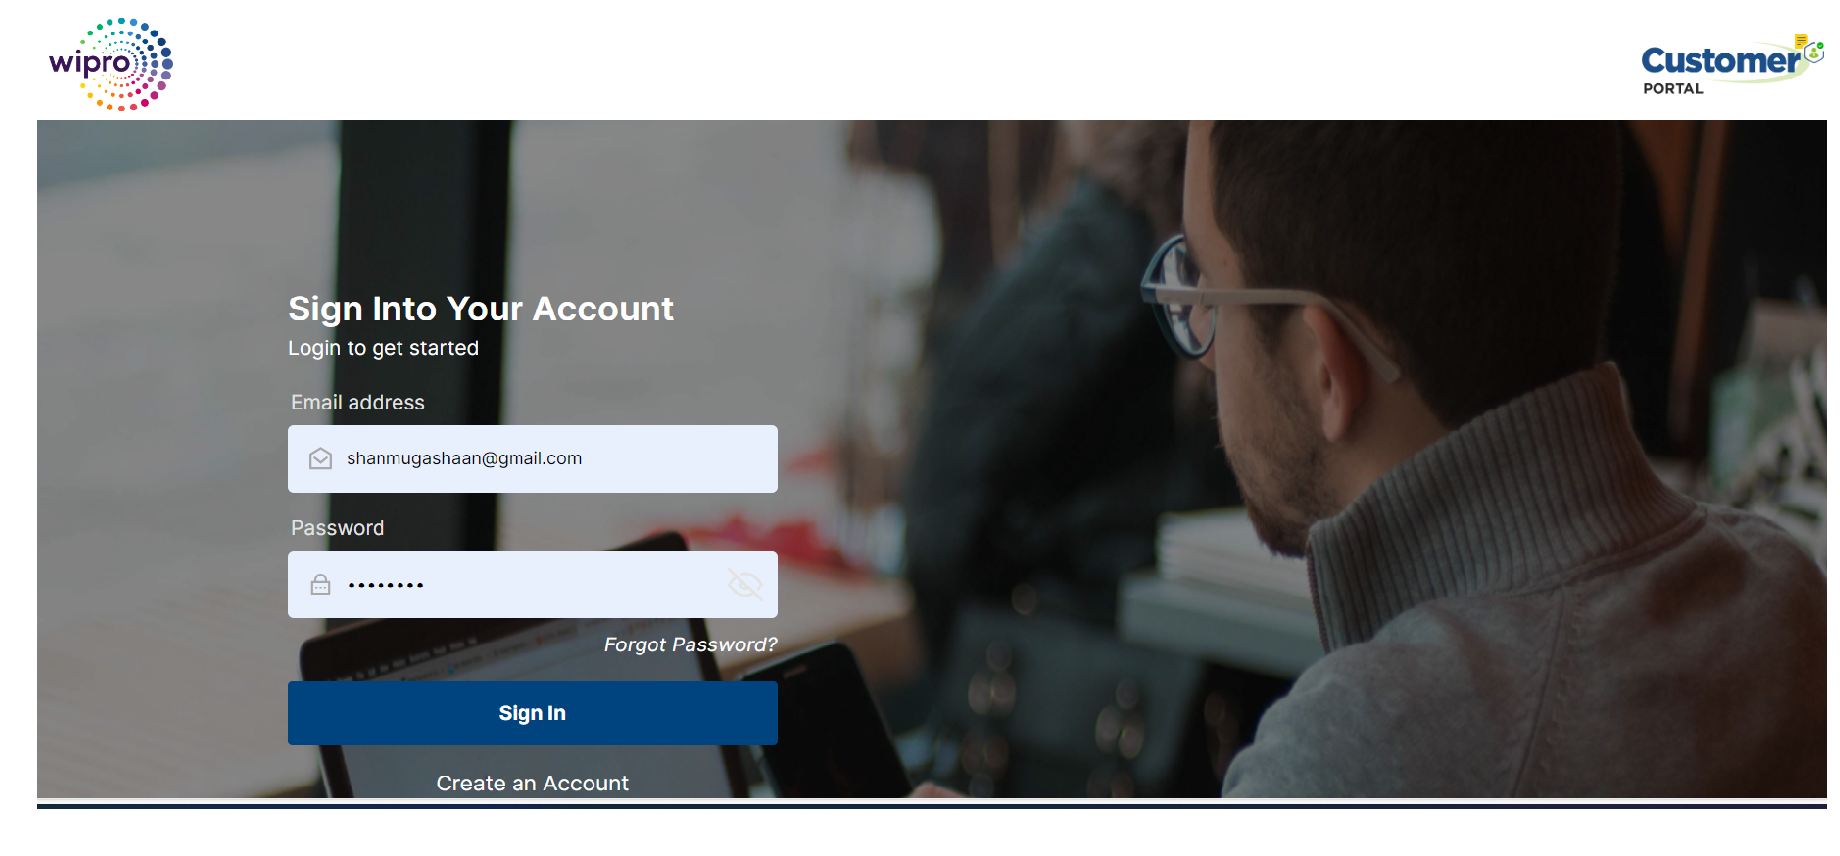 wipro
Customer
PORTAL
Sign Into Your Account
Login to get started
Email address
shanmugashaan@gmail.com
Password
••••••••
Forgot Password?
Sign In
Create an Account